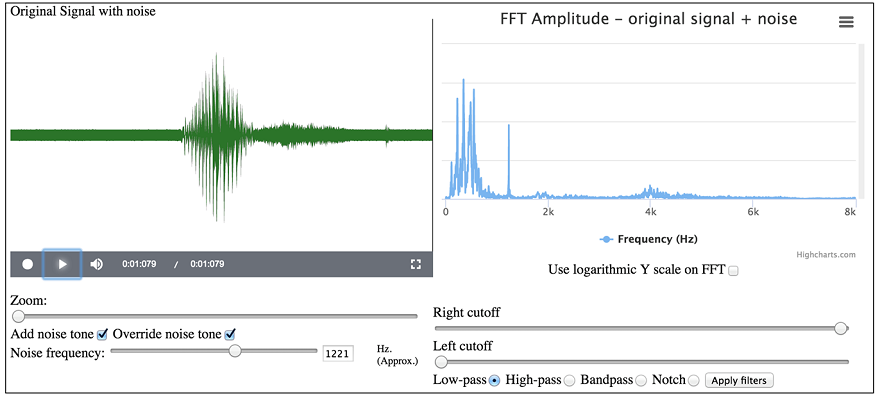 Original Signal with noise
FFT Amplitude – original signal + noise
0 2k 4k 6k 8k
Frequency (Hz)
Highcharts.com
Use logarithmic Y scale on FFT
0:01:079 / 0:01:079
Zoom:
Add noise tone Override noise tone
Noise frequency: 1221 Hz.
(Approx.)
Right cutoff
Left cutoff
Low-pass High-pass Bandpass Notch Apply filters